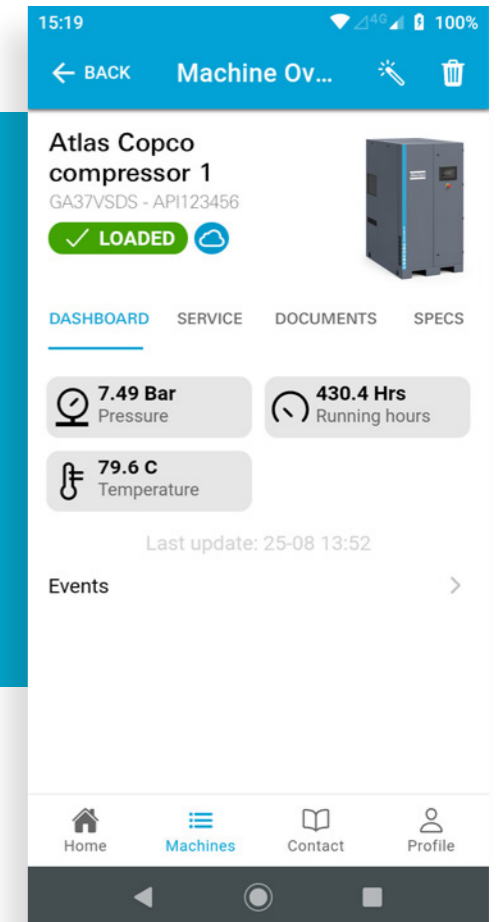 15:19 4G 100%
BACK Machine Ov...
Atlas Copco
compressor 1
GA37VSDS - API123456
LOADED
DASHBOARD SERVICE DOCUMENTS SPECS
7.49 Bar
Pressure
430.4 Hrs
Running hours
79.6 C
Temperature
Last update: 25-08 13:52
Events
Home Machines Contact Profile